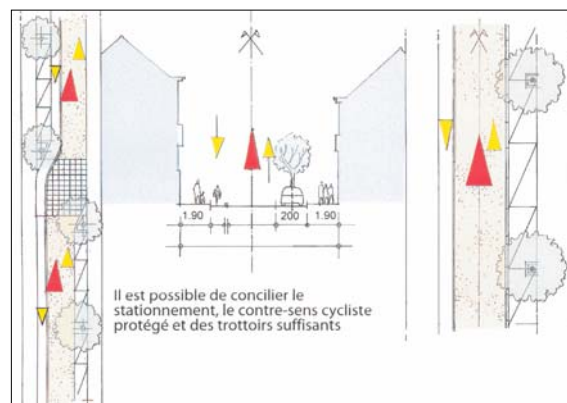 1.90 200 1.90
Il est possible de concilier le
stationnement, le contre-sens cycliste
protégé et des trottoirs suffisants